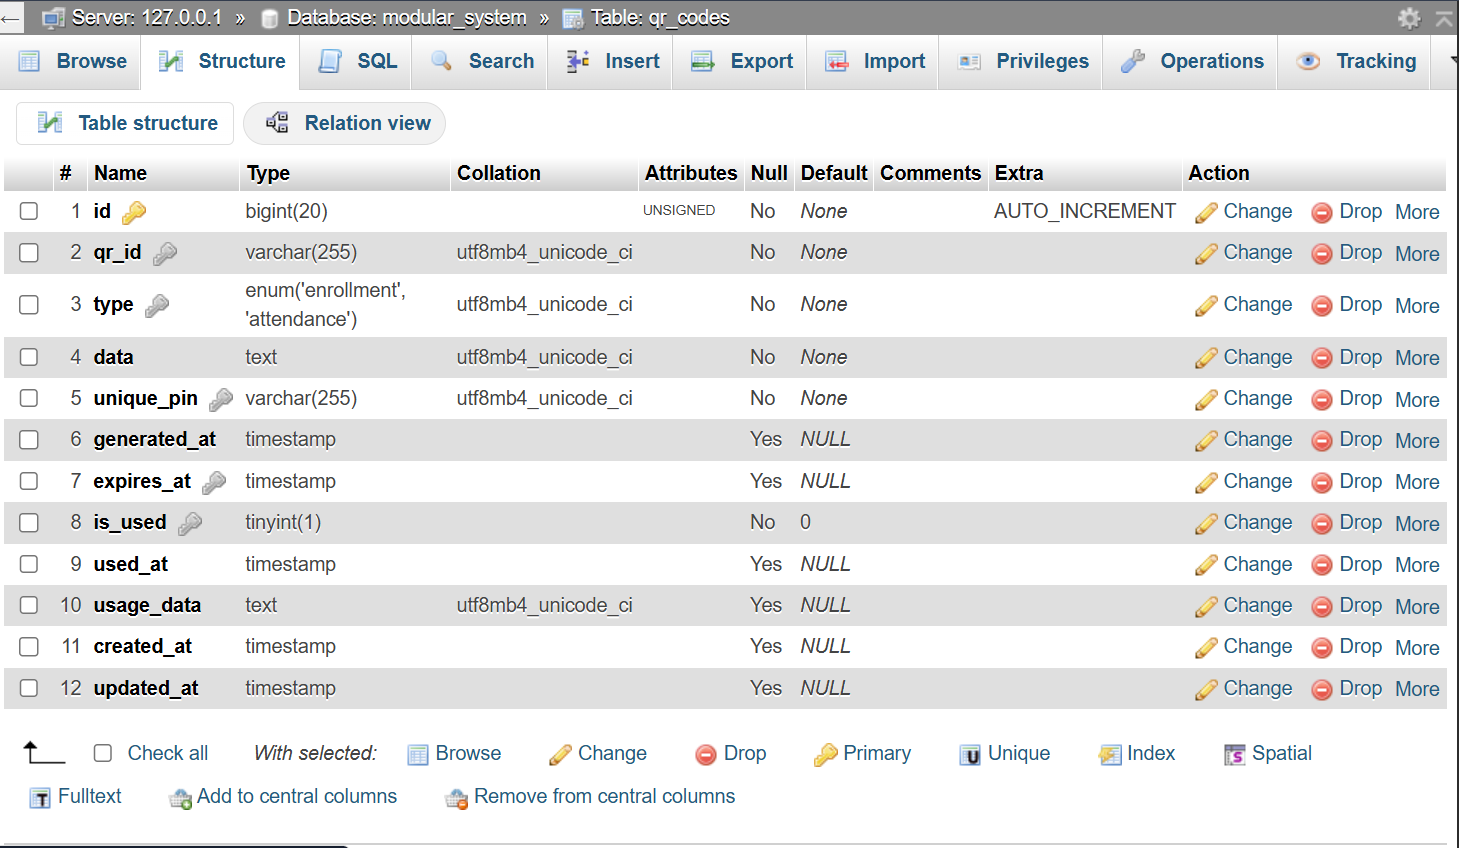 Server: 127.0.0.1 » Database: modular_system » Table: qr_codes
Browse Structure SQL Search Insert Export Import Privileges Operations Tracking
Table structure Relation view
# Name Type Collation Attributes Null Default Comments Extra Action
1 id bigint(20) UNSIGNED No None AUTO_INCREMENT Change Drop More
2 qr_id varchar(255) utf8mb4_unicode_ci No None Change Drop More
3 type enum('enrollment', 'attendance') utf8mb4_unicode_ci No None Change Drop More
4 data text utf8mb4_unicode_ci No None Change Drop More
5 unique_pin varchar(255) utf8mb4_unicode_ci No None Change Drop More
6 generated_at timestamp Yes NULL Change Drop More
7 expires_at timestamp Yes NULL Change Drop More
8 is_used tinyint(1) No 0 Change Drop More
9 used_at timestamp Yes NULL Change Drop More
10 usage_data text utf8mb4_unicode_ci Yes NULL Change Drop More
11 created_at timestamp Yes NULL Change Drop More
12 updated_at timestamp Yes NULL Change Drop More
Check all With selected: Browse Change Drop Primary Unique Index Spatial
Fulltext Add to central columns Remove from central columns